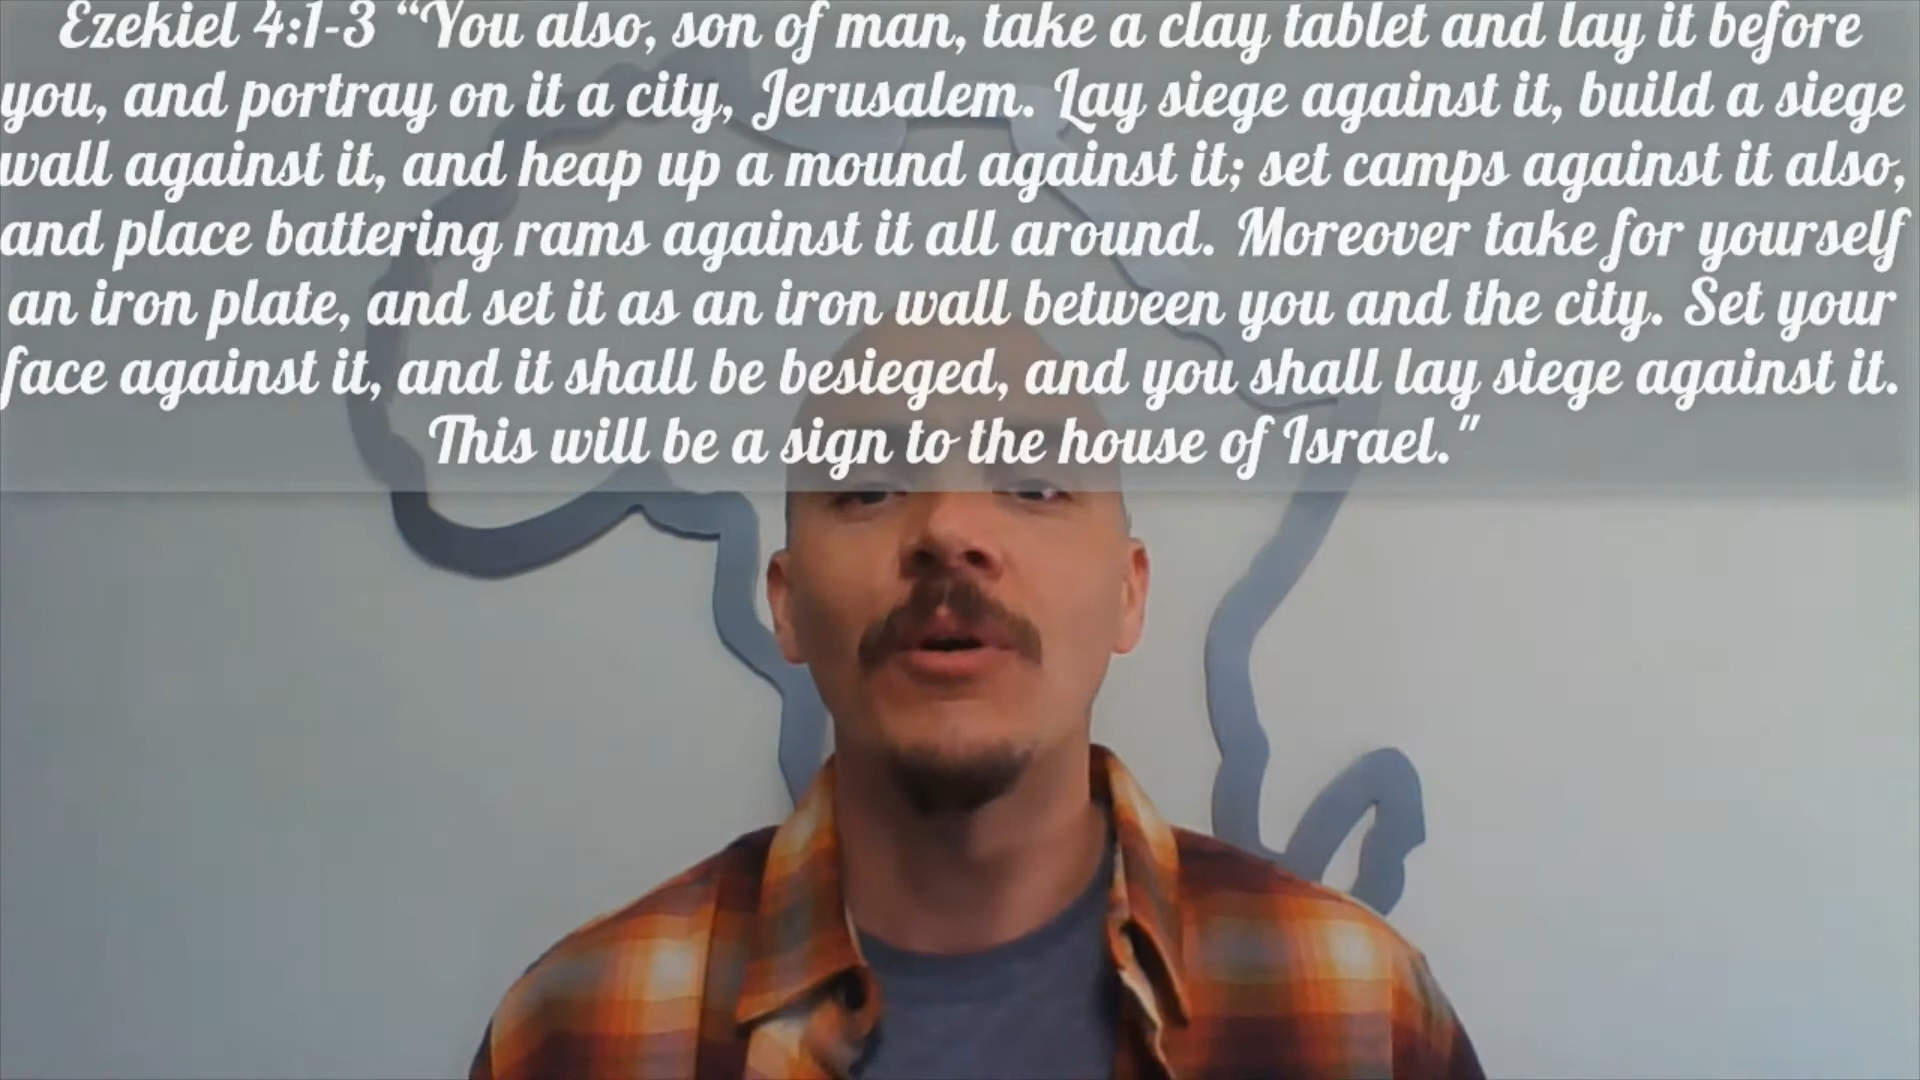 Ezekiel 4:1-3 “You also, son of man, take a clay tablet and lay it before
you, and portray on it a city, Jerusalem. Lay siege against it, build a siege
wall against it, and heap up a mound against it; set camps against it also,
and place battering rams against it all around. Moreover take for yourself
an iron plate, and set it as an iron wall between you and the city. Set your
face against it, and it shall be besieged, and you shall lay siege against it.
This will be a sign to the house of Israel."